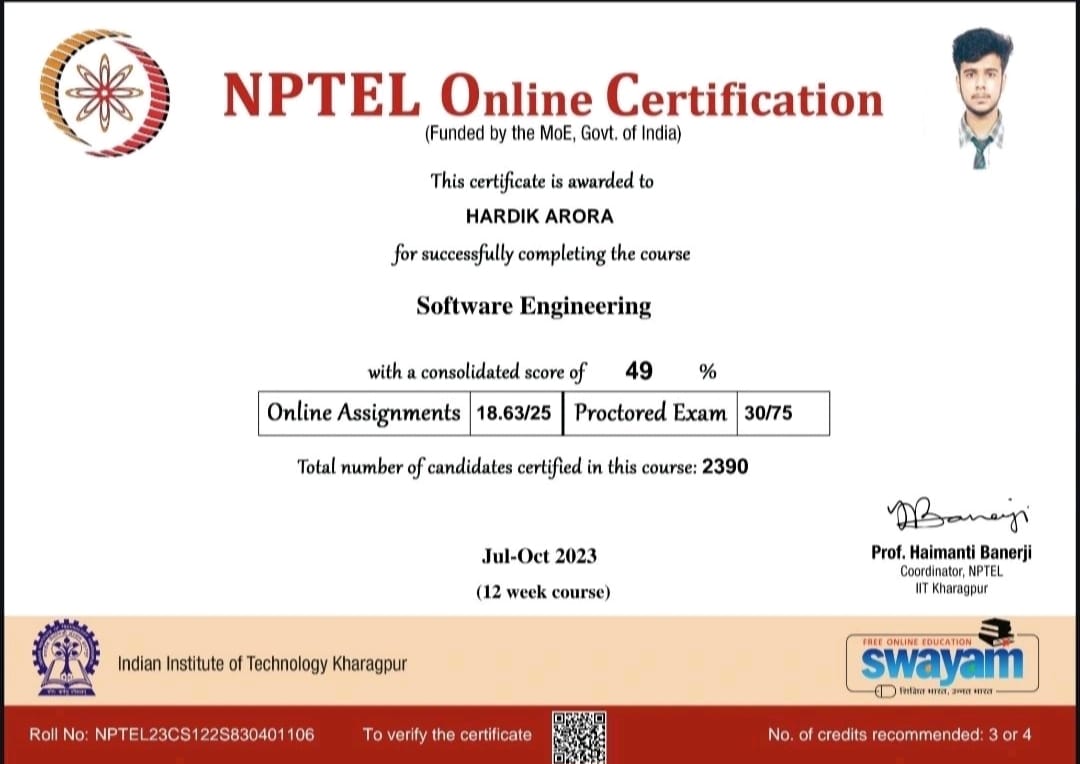 NPTEL Online Certification
(Funded by the MoE, Govt. of India)
This certificate is awarded to
HARDIK ARORA
for successfully completing the course
Software Engineering
with a consolidated score of 49 %
Online Assignments 18.63/25 Proctored Exam 30/75
Total number of candidates certified in this course: 2390
Jul-Oct 2023
(12 week course)
Prof. Haimanti Banerji
Coordinator, NPTEL
IIT Kharagpur
Indian Institute of Technology Kharagpur
FREE ONLINE EDUCATION
swayam
शिक्षित भारत, उन्नत भारत
Roll No: NPTEL23CS122S830401106 To verify the certificate No. of credits recommended: 3 or 4